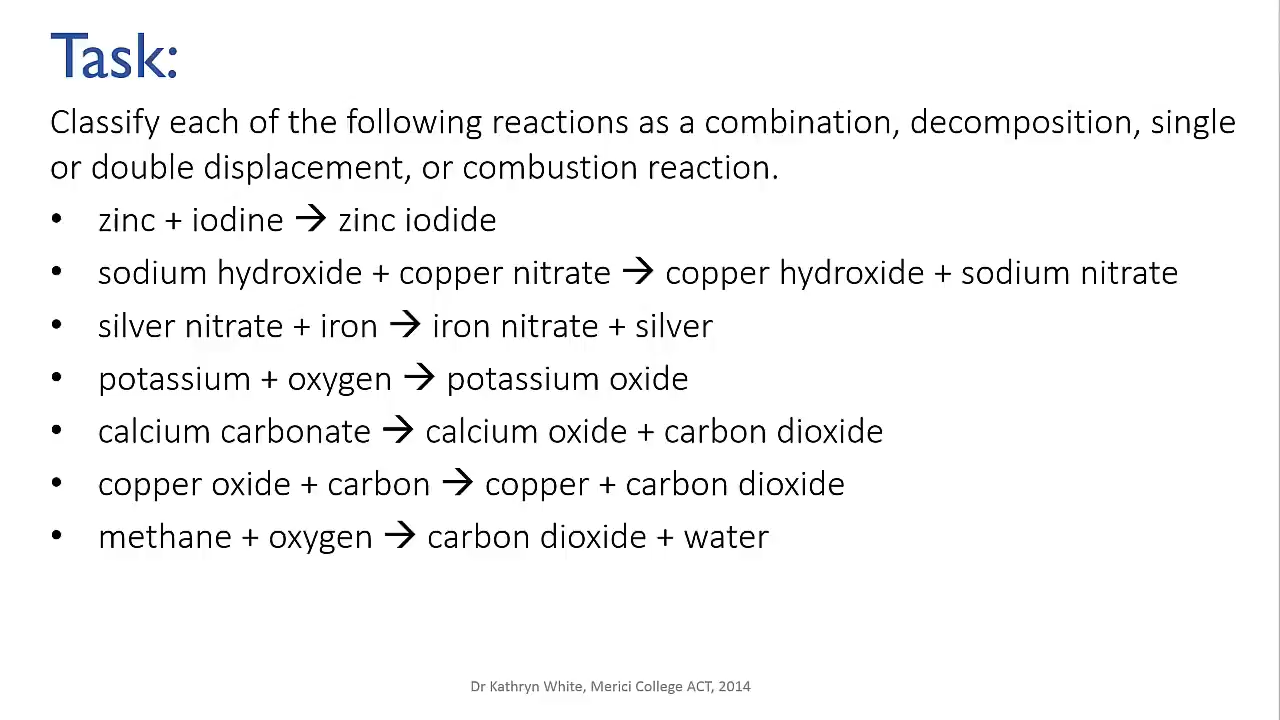 Task:
Classify each of the following reactions as a combination, decomposition, single
or double displacement, or combustion reaction.
• zinc + iodine → zinc iodide
• sodium hydroxide + copper nitrate → copper hydroxide + sodium nitrate
• silver nitrate + iron → iron nitrate + silver
• potassium + oxygen → potassium oxide
• calcium carbonate → calcium oxide + carbon dioxide
• copper oxide + carbon → copper + carbon dioxide
• methane + oxygen → carbon dioxide + water
Dr Kathryn White, Merici College ACT, 2014